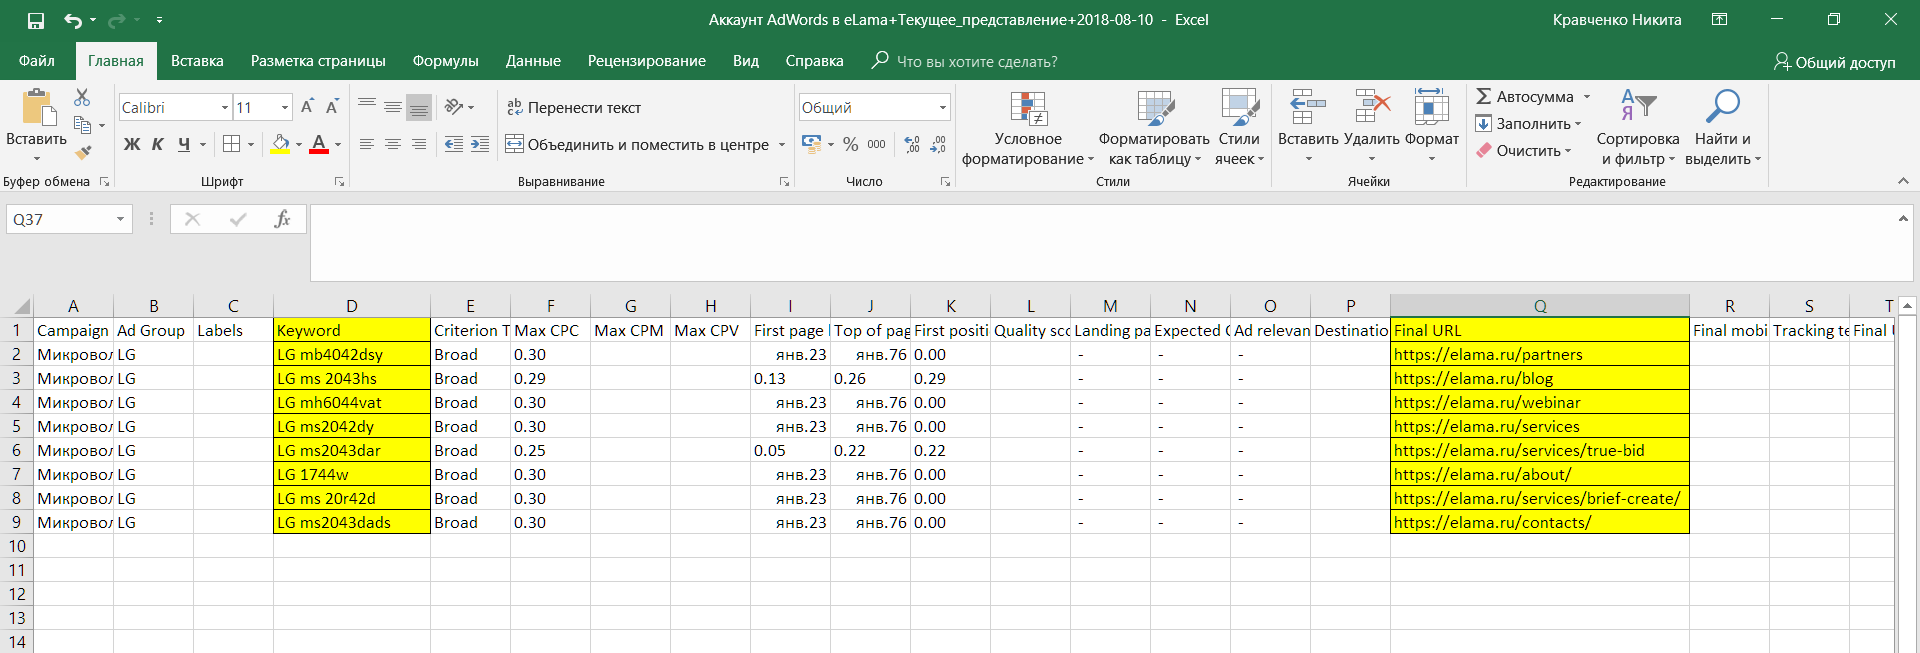 Аккаунт AdWords в eLama+Текущее_представление+2018-08-10 - Excel
Кравченко Никита
Файл Главная Вставка Разметка страницы Формулы Данные Рецензирование Вид Справка Что вы хотите сделать? Общий доступ
Вставить
Calibri 11
Ж К Ч
Перенести текст
Объединить и поместить в центре
Общий
% 000
Условное форматирование
Форматировать как таблицу
Стили ячеек
Вставить Удалить Формат
Автосумма
Заполнить
Очистить
Сортировка и фильтр
Найти и выделить
Буфер обмена Шрифт Выравнивание Число Стили Ячейки Редактирование
Q37 fx
A B C D E F G H I J K L M N O P Q R S T
1 Campaign Ad Group Labels Keyword Criterion T Max CPC Max CPM Max CPV First page Top of pag First positi Quality sco Landing pa Expected C Ad relevan Destinatio Final URL Final mobi Tracking te Final U
2 Микровол LG LG mb4042dsy Broad 0.30 янв.23 янв.76 0.00 - - - https://elama.ru/partners
3 Микровол LG LG ms 2043hs Broad 0.29 0.13 0.26 0.29 - - - https://elama.ru/blog
4 Микровол LG LG mh6044vat Broad 0.30 янв.23 янв.76 0.00 - - - https://elama.ru/webinar
5 Микровол LG LG ms2042dy Broad 0.30 янв.23 янв.76 0.00 - - - https://elama.ru/services
6 Микровол LG LG ms2043dar Broad 0.25 0.05 0.22 0.22 - - - https://elama.ru/services/true-bid
7 Микровол LG LG 1744w Broad 0.30 янв.23 янв.76 0.00 - - - https://elama.ru/about/
8 Микровол LG LG ms 20r42d Broad 0.30 янв.23 янв.76 0.00 - - - https://elama.ru/services/brief-create/
9 Микровол LG LG ms2043dads Broad 0.30 янв.23 янв.76 0.00 - - - https://elama.ru/contacts/
10
11
12
13
14